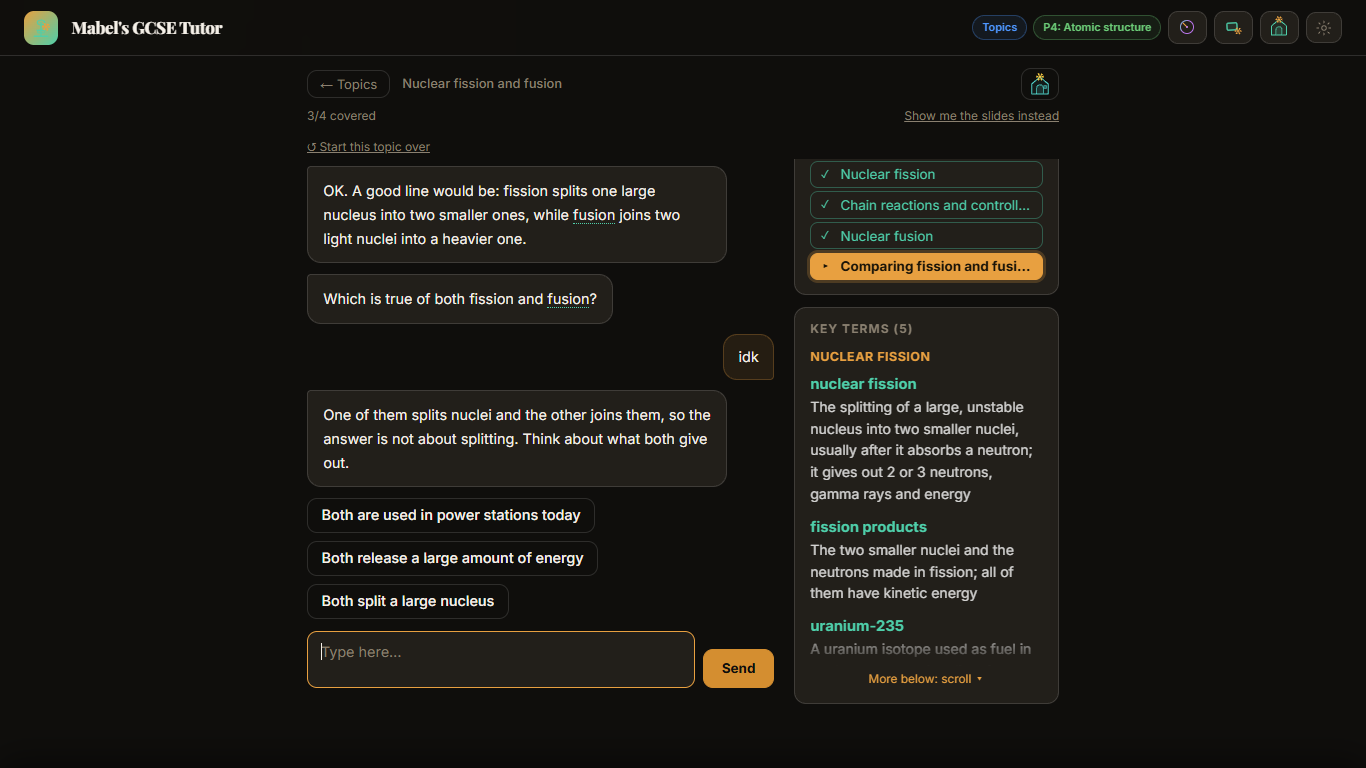 Mabel's GCSE Tutor
Topics
P4: Atomic structure
← Topics
Nuclear fission and fusion
3/4 covered
Show me the slides instead
↺ Start this topic over
OK. A good line would be: fission splits one large
nucleus into two smaller ones, while fusion joins two
light nuclei into a heavier one.
Which is true of both fission and fusion?
idk
One of them splits nuclei and the other joins them, so the
answer is not about splitting. Think about what both give
out.
Both are used in power stations today
Both release a large amount of energy
Both split a large nucleus
Type here...
Send
✓ Nuclear fission
✓ Chain reactions and controll...
✓ Nuclear fusion
▸ Comparing fission and fusi...
KEY TERMS (5)
NUCLEAR FISSION
nuclear fission
The splitting of a large, unstable
nucleus into two smaller nuclei,
usually after it absorbs a neutron;
it gives out 2 or 3 neutrons,
gamma rays and energy
fission products
The two smaller nuclei and the
neutrons made in fission; all of
them have kinetic energy
uranium-235
A uranium isotope used as fuel in
More below: scroll ▾